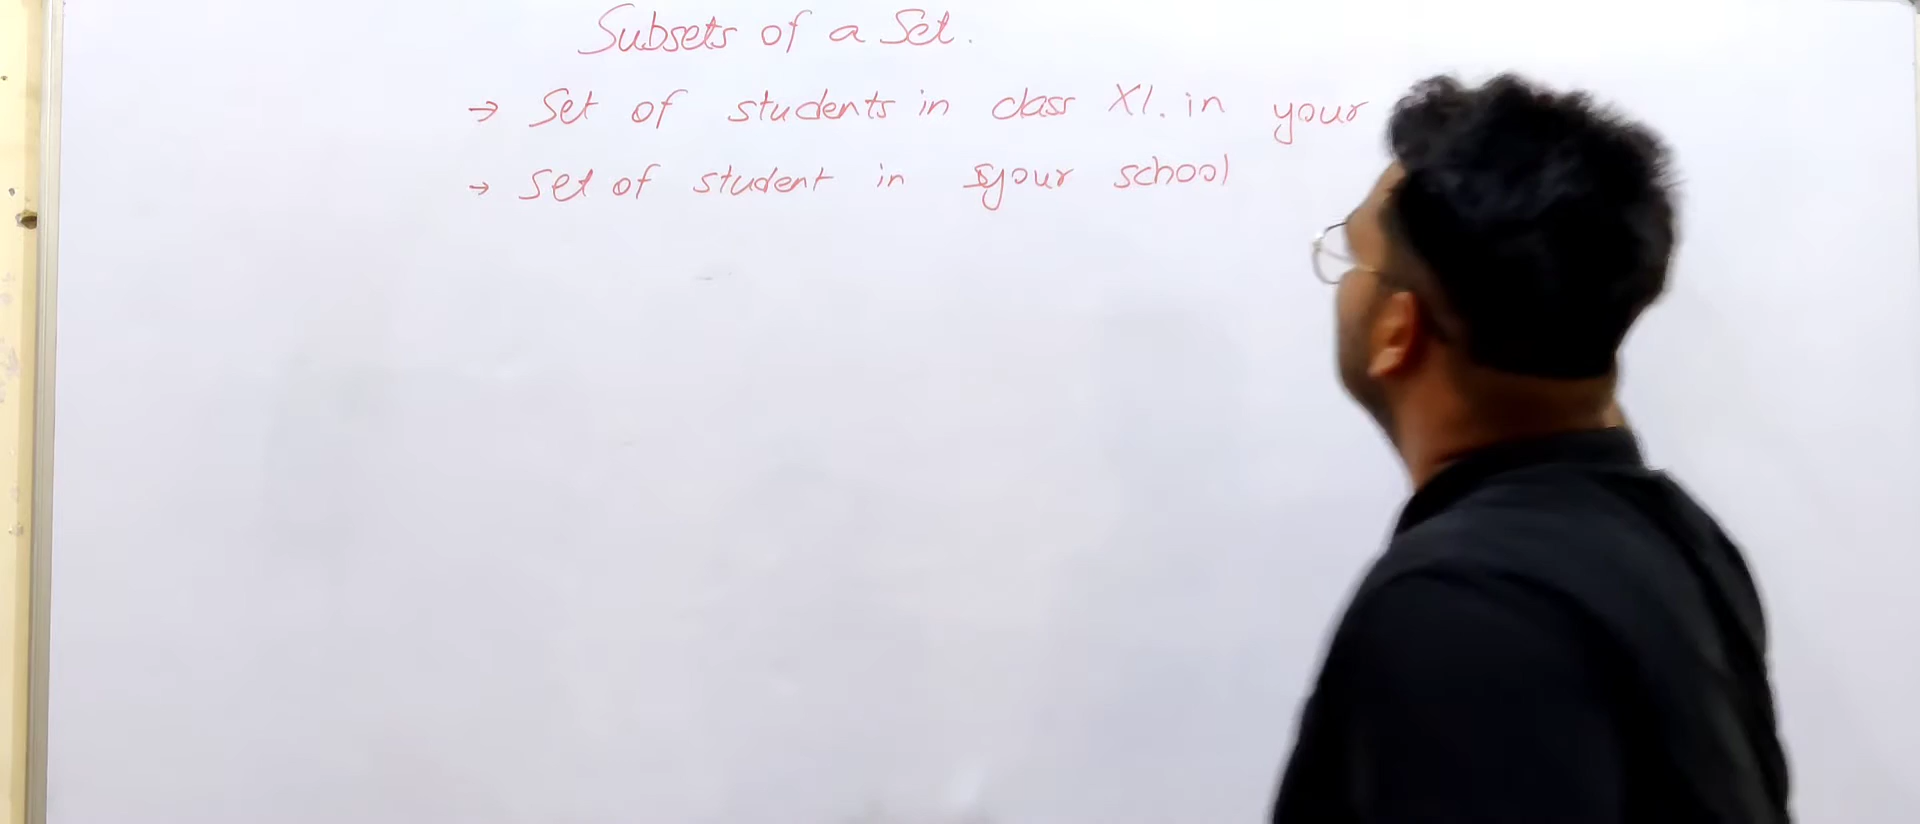 Subsets of a Set.
→ Set of students in class XI. in your
→ set of student in your school